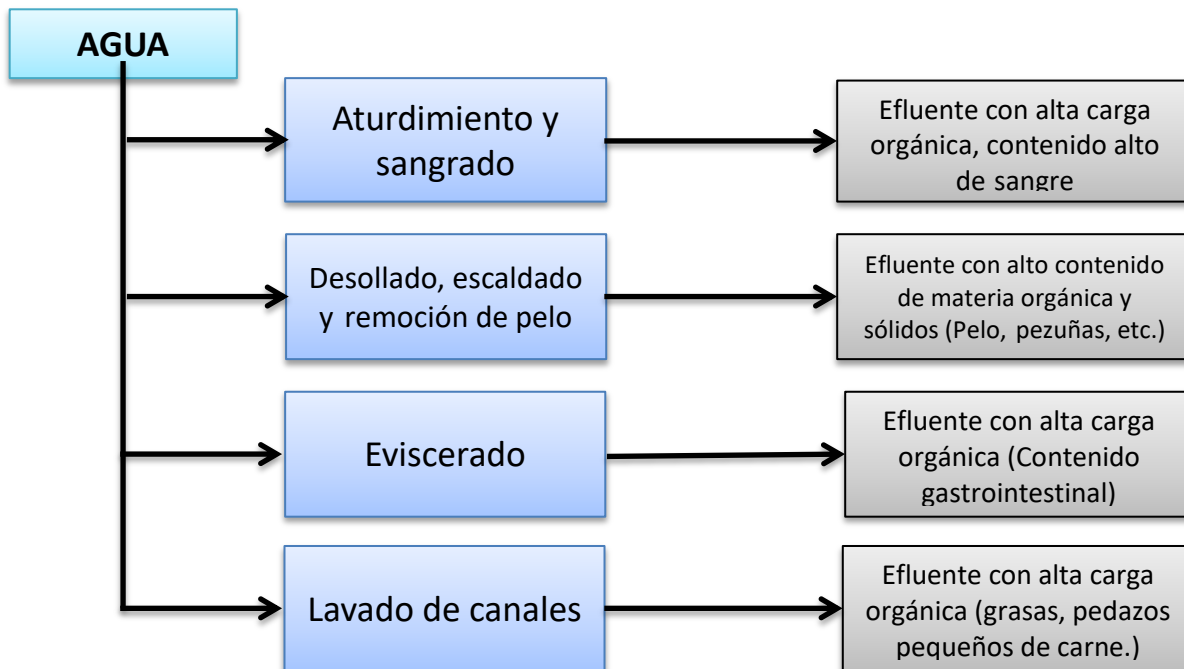 AGUA
Aturdimiento y
sangrado
Efluente con alta carga
orgánica, contenido alto
de sangre
Desollado, escaldado
y remoción de pelo
Efluente con alto contenido
de materia orgánica y
sólidos (Pelo, pezuñas, etc.)
Eviscerado
Efluente con alta carga
orgánica (Contenido
gastrointestinal)
Lavado de canales
Efluente con alta carga
orgánica (grasas, pedazos
pequeños de carne.)